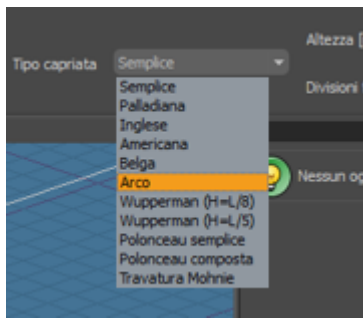 Altezza [
Tipo capriata Semplice
Divisioni
Semplice
Palladiana
Inglese
Americana
Belga
Arco
Nessun og
Wupperman (H=L/8)
Wupperman (H=L/5)
Polonceau semplice
Polonceau composta
Travatura Mohnie